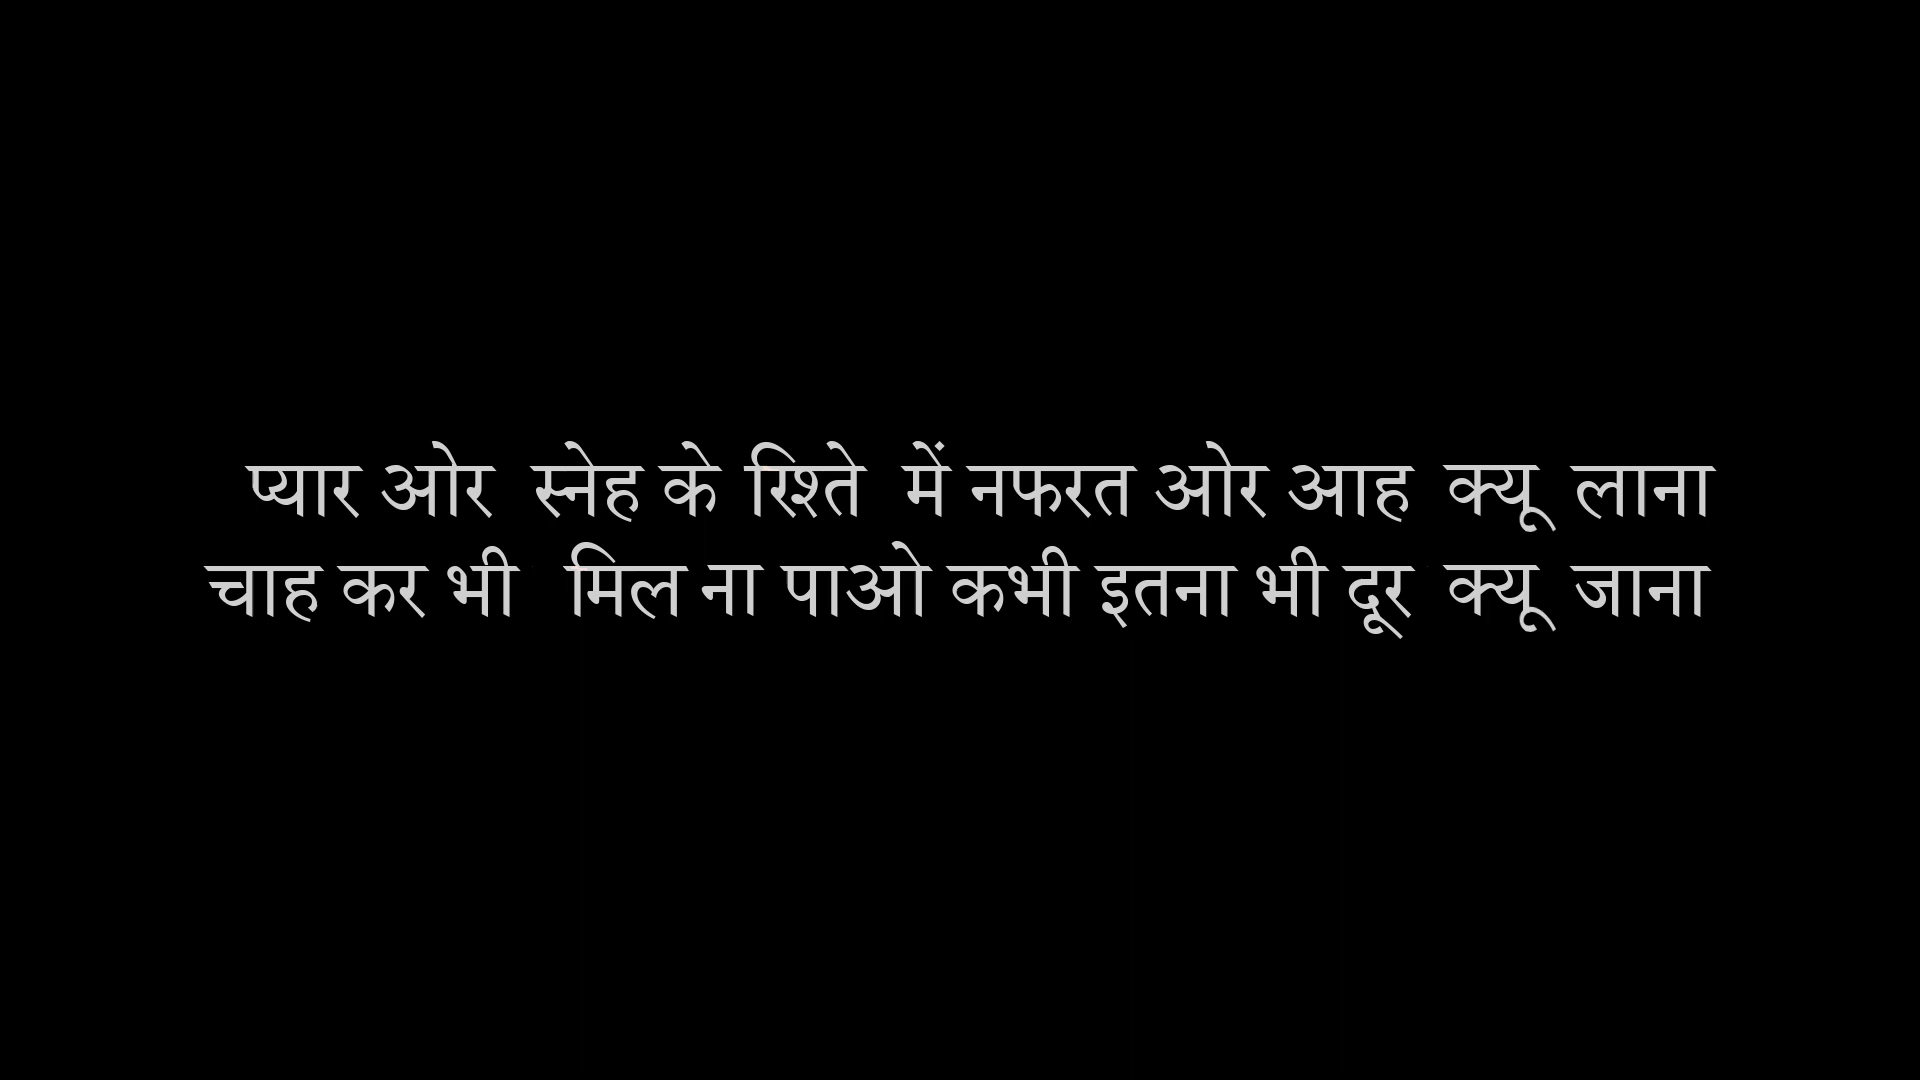 प्यार ओर स्नेह के रिश्ते में नफरत ओर आह क्यू लाना
चाह कर भी मिल ना पाओ कभी इतना भी दूर क्यू जाना